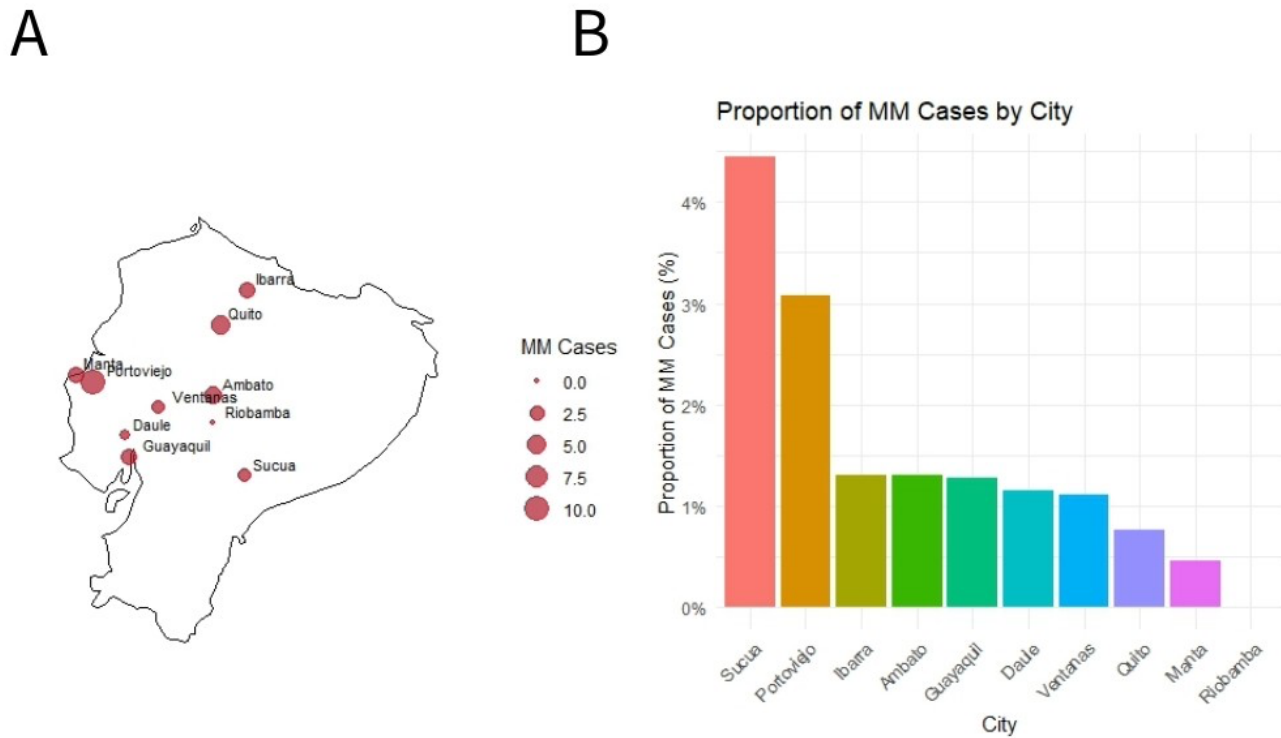 A
B
Ibarra
Quito
Manta
Portoviejo
Ambato
Ventanas
Riobamba
Daule
Guayaquil
Sucua
MM Cases
0.0
2.5
5.0
7.5
10.0
Proportion of MM Cases by City
Proportion of MM Cases (%)
4%
3%
2%
1%
0%
Sucua
Portoviejo
Ibarra
Ambato
Guayaquil
Daule
Ventanas
Quito
Manta
Riobamba
City